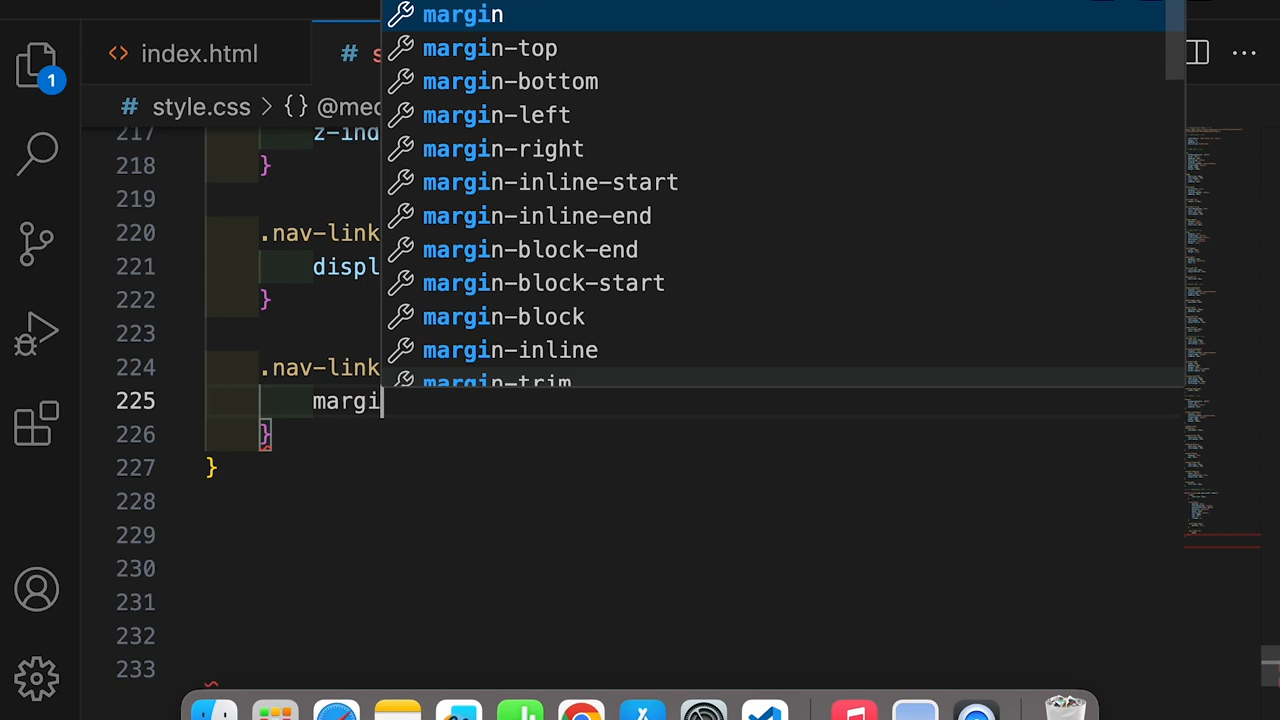 margin
index.html
# s
margin-top
margin-bottom
1
# style.css > {} @med
margin-left
217 z-ind
margin-right
218 }
margin-inline-start
219
margin-inline-end
220 .nav-link
margin-block-end
221 displ
margin-block-start
222 }
margin-block
223
margin-inline
224 .nav-link
margin-trim
225 margi
226 }
227 }
228
229
230
231
232
233